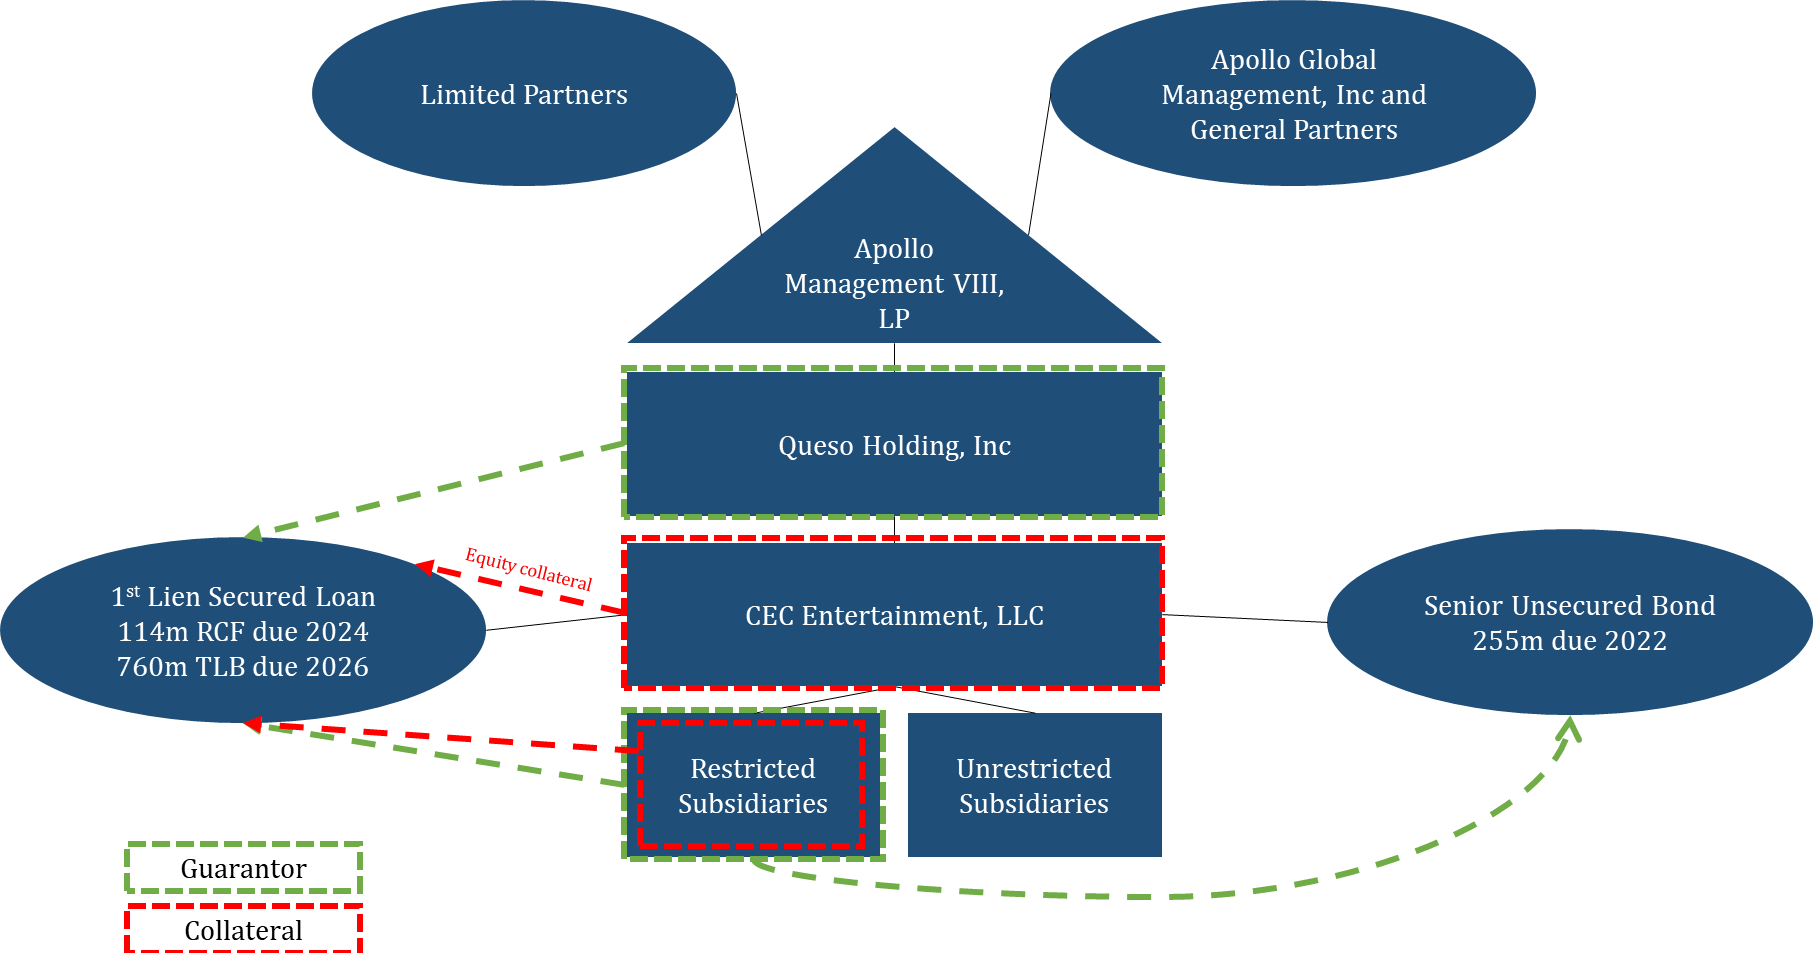 Limited Partners
Apollo Global
Management, Inc and
General Partners
Apollo
Management VIII,
LP
Queso Holding, Inc
Equity collateral
1st Lien Secured Loan
114m RCF due 2024
760m TLB due 2026
CEC Entertainment, LLC
Senior Unsecured Bond
255m due 2022
Restricted
Subsidiaries
Unrestricted
Subsidiaries
Guarantor
Collateral